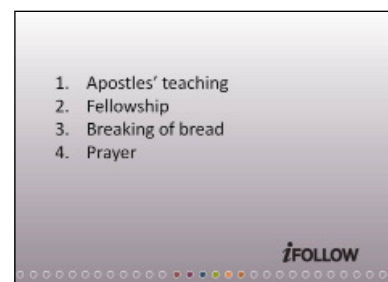 1. Apostles’ teaching
2. Fellowship
3. Breaking of bread
4. Prayer
iFOLLOW